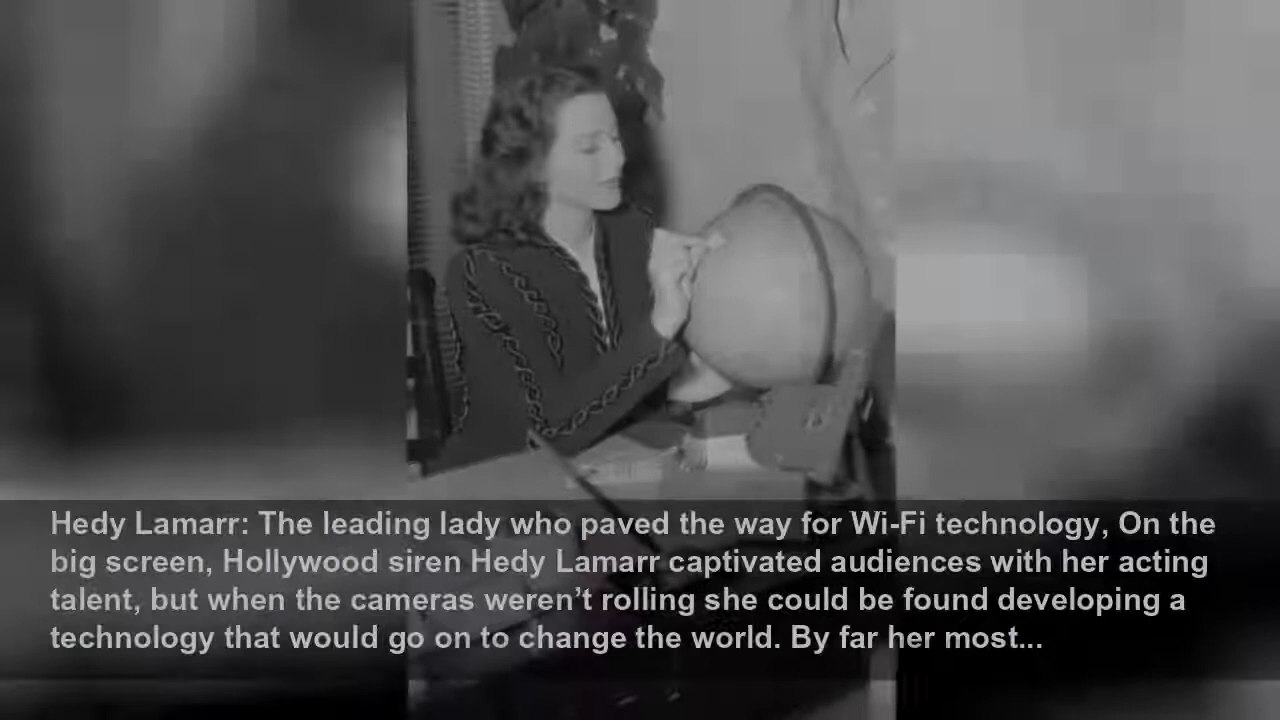 Hedy Lamarr: The leading lady who paved the way for Wi-Fi technology, On the
big screen, Hollywood siren Hedy Lamarr captivated audiences with her acting
talent, but when the cameras weren’t rolling she could be found developing a
technology that would go on to change the world. By far her most...